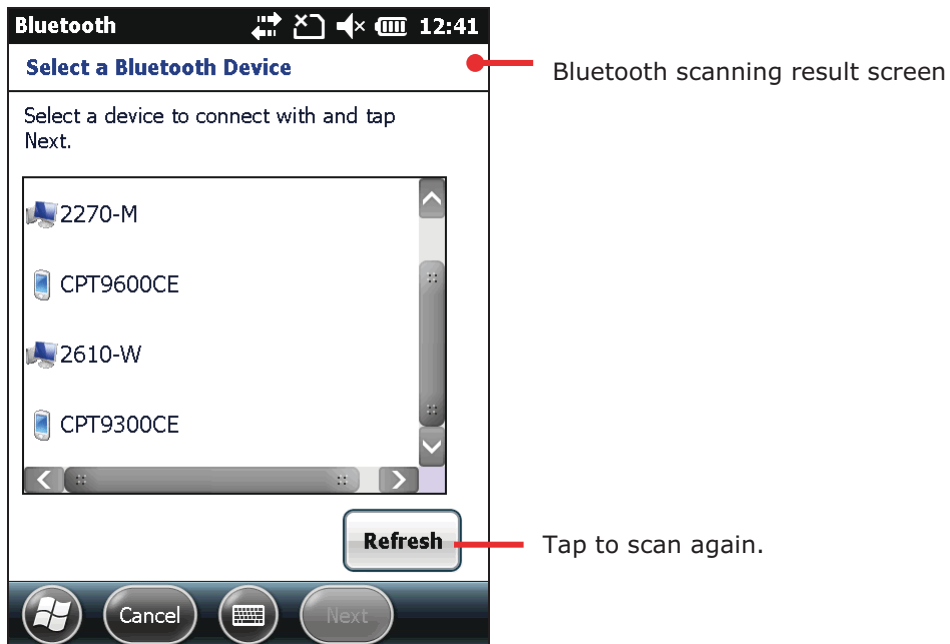 Bluetooth 12:41
Select a Bluetooth Device
Bluetooth scanning result screen
Select a device to connect with and tap
Next.
2270-M
CPT9600CE
2610-W
CPT9300CE
Refresh
Tap to scan again.
Cancel Next